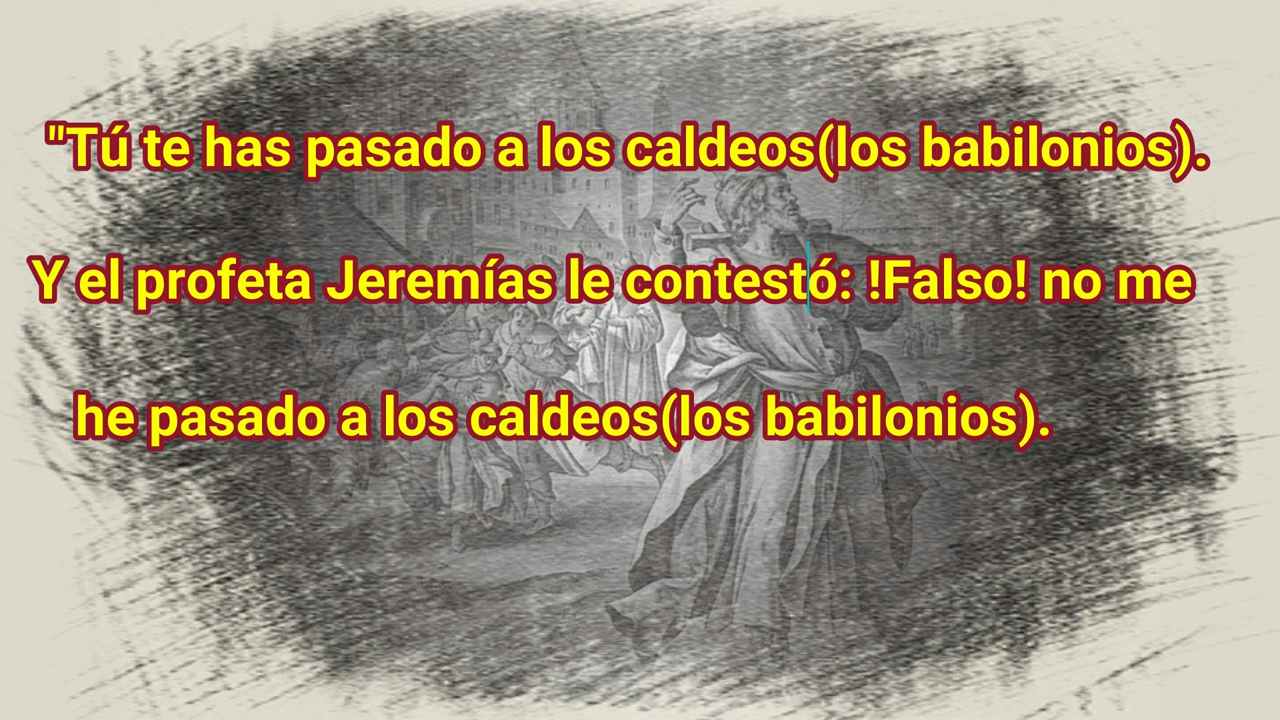 "Tú te has pasado a los caldeos(los babilonios).
Y el profeta Jeremías le contestó: !Falso! no me
he pasado a los caldeos(los babilonios).